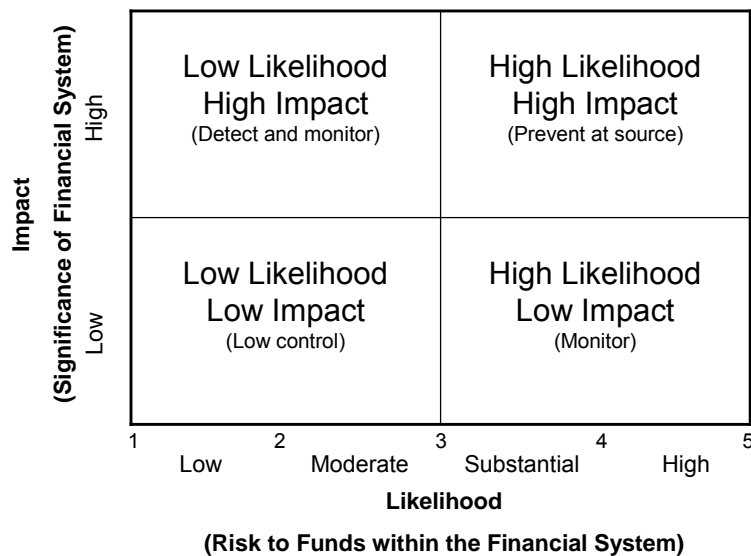 Impact
(Significance of Financial System)
High
Low
Low Likelihood
High Impact
(Detect and monitor)
High Likelihood
High Impact
(Prevent at source)
Low Likelihood
Low Impact
(Low control)
High Likelihood
Low Impact
(Monitor)
1 2 3 4 5
Low Moderate Substantial High
Likelihood
(Risk to Funds within the Financial System)